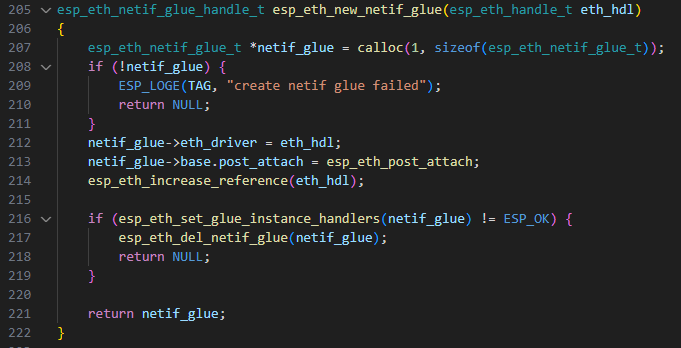 205 esp_eth_netif_glue_handle_t esp_eth_new_netif_glue(esp_eth_handle_t eth_hdl)
206 {
207     esp_eth_netif_glue_t *netif_glue = calloc(1, sizeof(esp_eth_netif_glue_t));
208     if (!netif_glue) {
209         ESP_LOGE(TAG, "create netif glue failed");
210         return NULL;
211     }
212     netif_glue->eth_driver = eth_hdl;
213     netif_glue->base.post_attach = esp_eth_post_attach;
214     esp_eth_increase_reference(eth_hdl);
215
216     if (esp_eth_set_glue_instance_handlers(netif_glue) != ESP_OK) {
217         esp_eth_del_netif_glue(netif_glue);
218         return NULL;
219     }
220
221     return netif_glue;
222 }